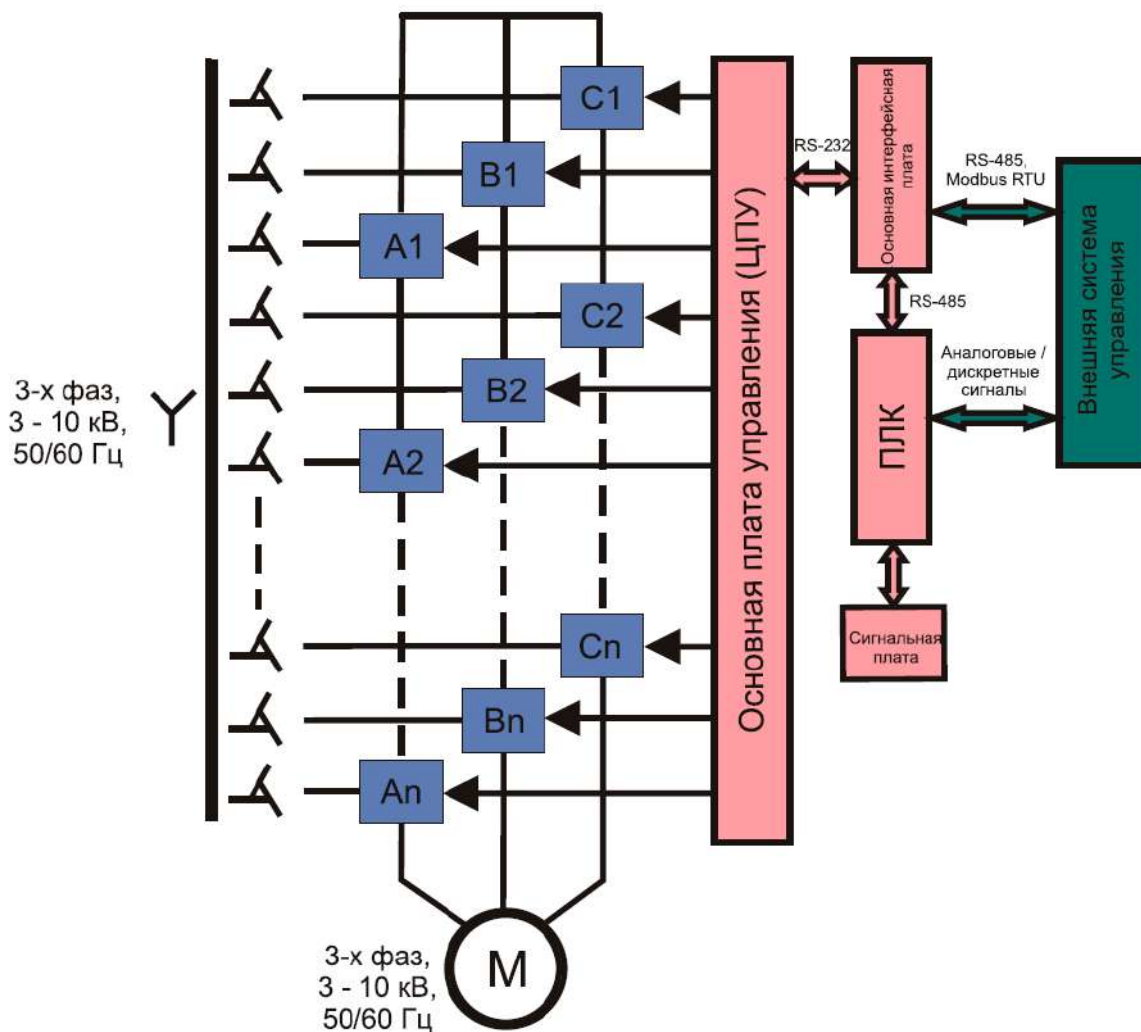 C1
B1
A1
C2
B2
A2
Cn
Bn
An
3-х фаз,
3 - 10 кВ,
50/60 Гц
M
3-х фаз,
3 - 10 кВ,
50/60 Гц
Основная плата управления (ЦПУ)
RS-232
Основная интерфейсная
плата
RS-485,
Modbus RTU
RS-485
ПЛК
Аналоговые /
дискретные
сигналы
Внешняя система
управления
Сигнальная
плата